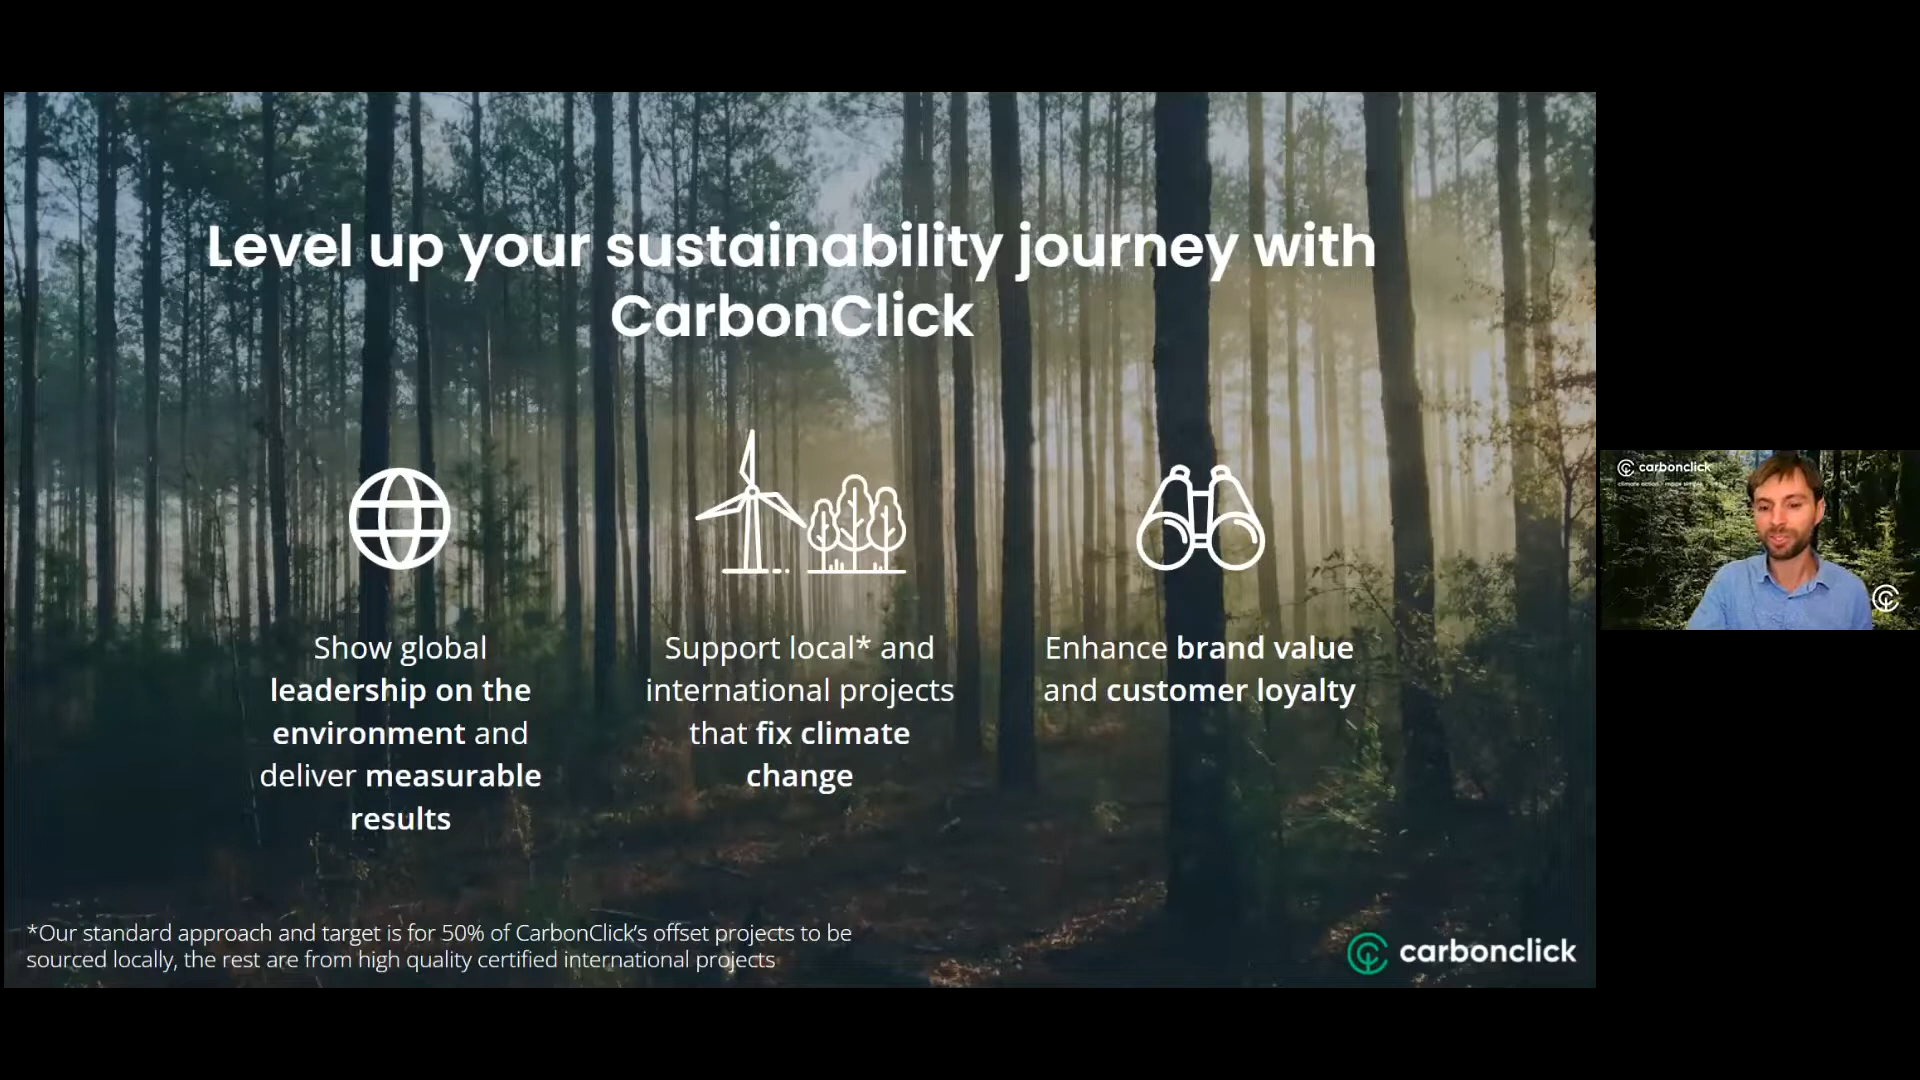 Level up your sustainability journey with
CarbonClick
Show global
leadership on the
environment and
deliver measurable
results
Support local* and
international projects
that fix climate
change
Enhance brand value
and customer loyalty
*Our standard approach and target is for 50% of CarbonClick's offset projects to be
sourced locally, the rest are from high quality certified international projects
carbonclick
carbonclick